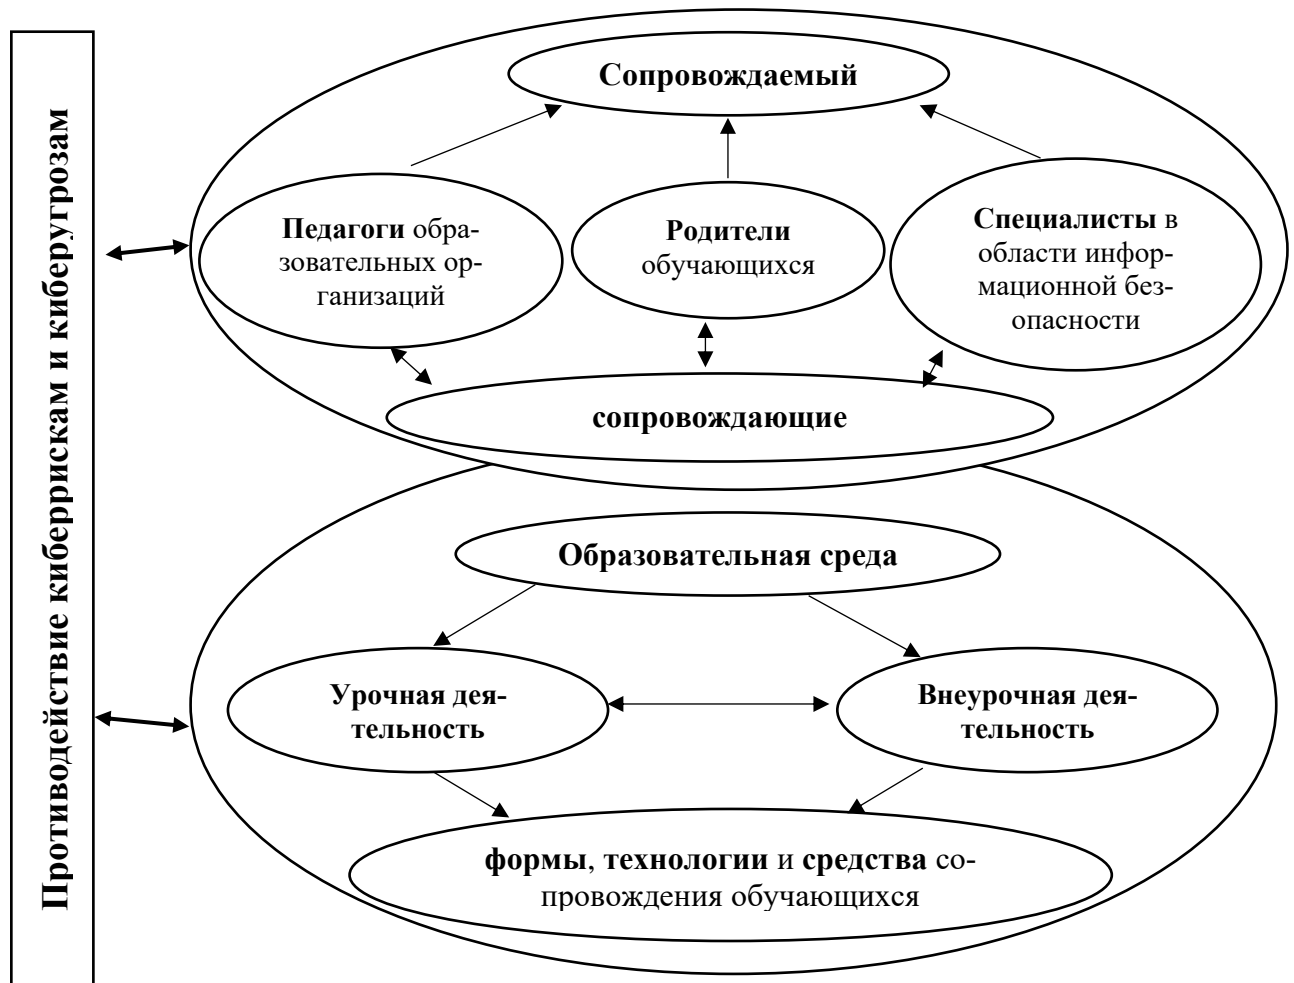 Противодействие киберрискам и киберугрозам
Сопровождаемый
Педагоги обра-
зовательных ор-
ганизаций
Родители
обучающихся
Специалисты в
области инфор-
мационной без-
опасности
сопровождающие
Образовательная среда
Урочная дея-
тельность
Внеурочная дея-
тельность
формы, технологии и средства со-
провождения обучающихся